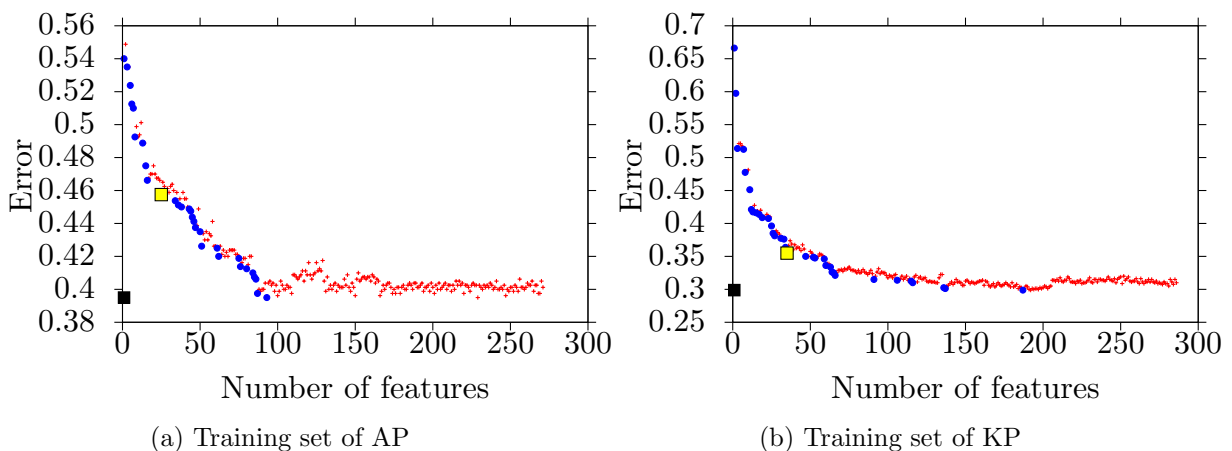 0.56
0.54
0.52
0.5
0.48
0.46
0.44
0.42
0.4
0.38
Error
0 50 100 150 200 250 300
Number of features
(a) Training set of AP
0.7
0.65
0.6
0.55
0.5
0.45
0.4
0.35
0.3
0.25
Error
0 50 100 150 200 250 300
Number of features
(b) Training set of KP